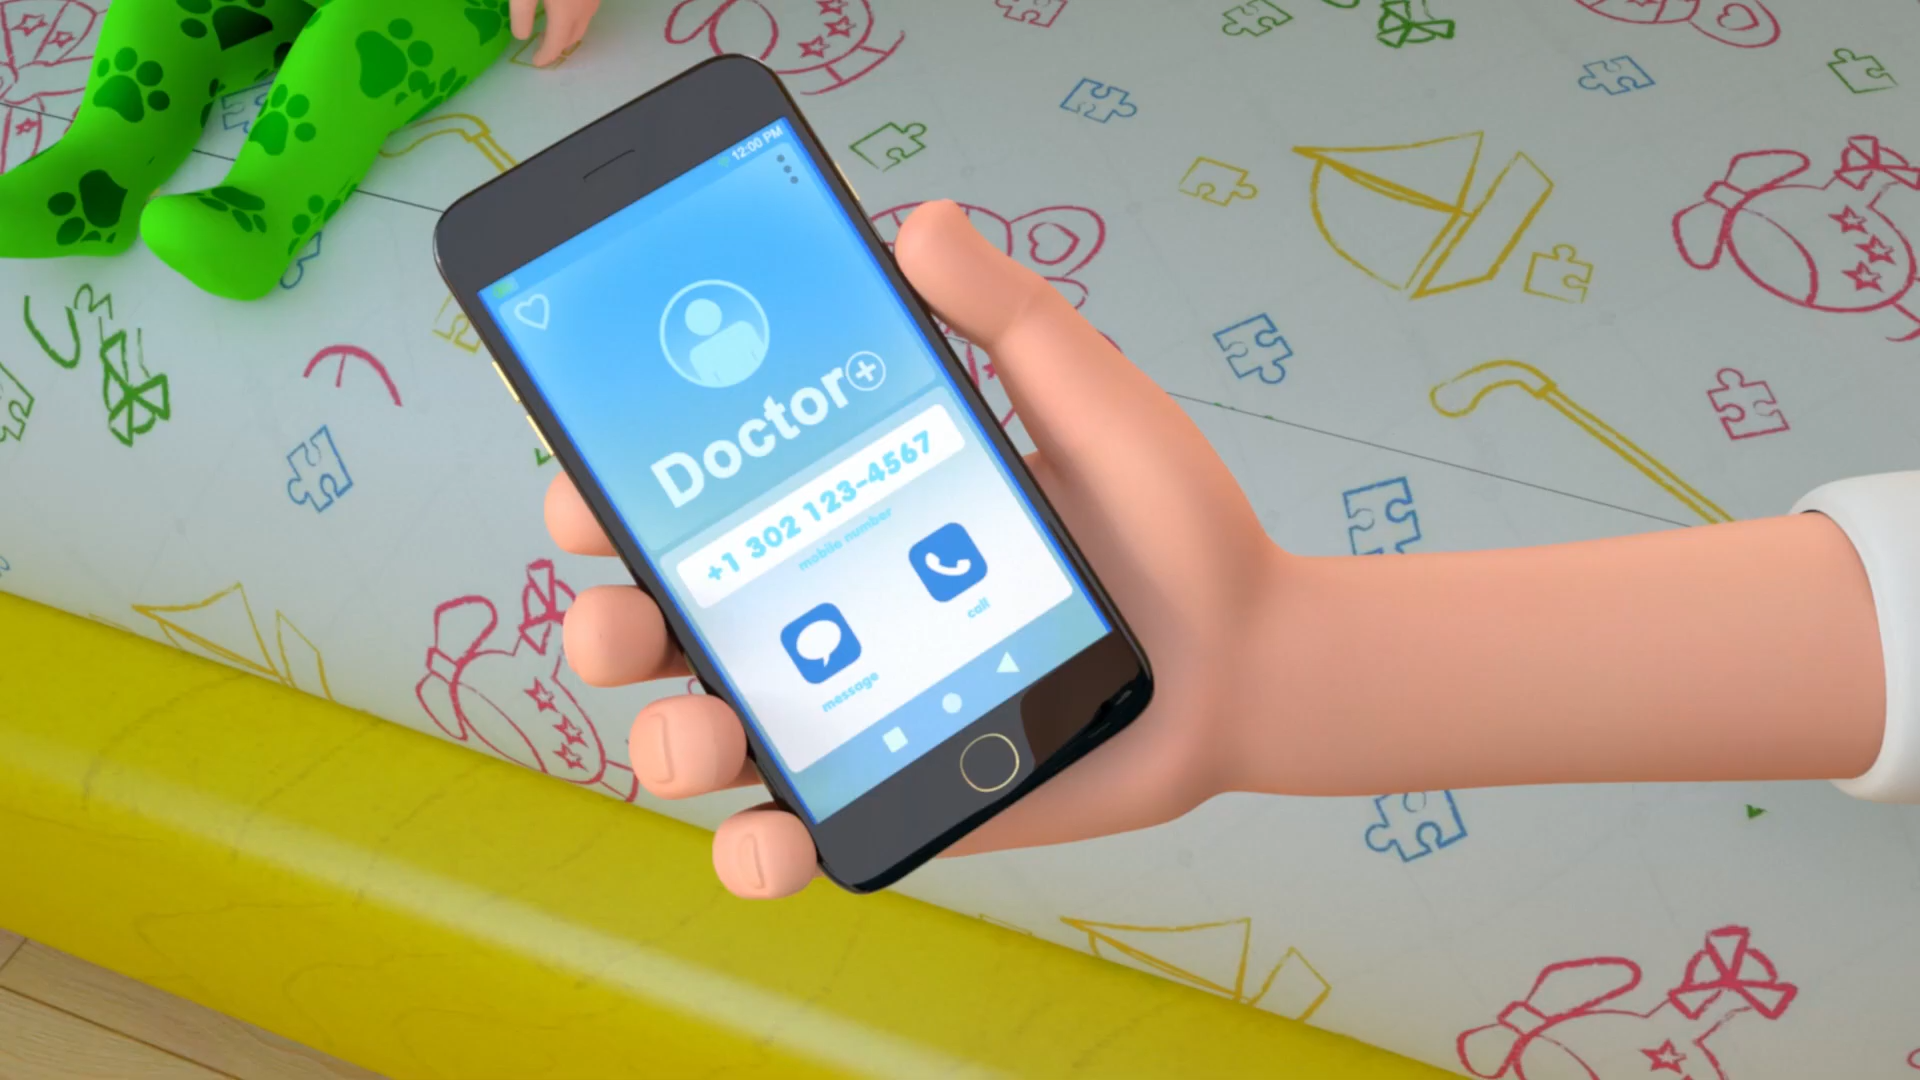 12:00 PM
Doctor
+1 302 123-4567
mobile number
message
call